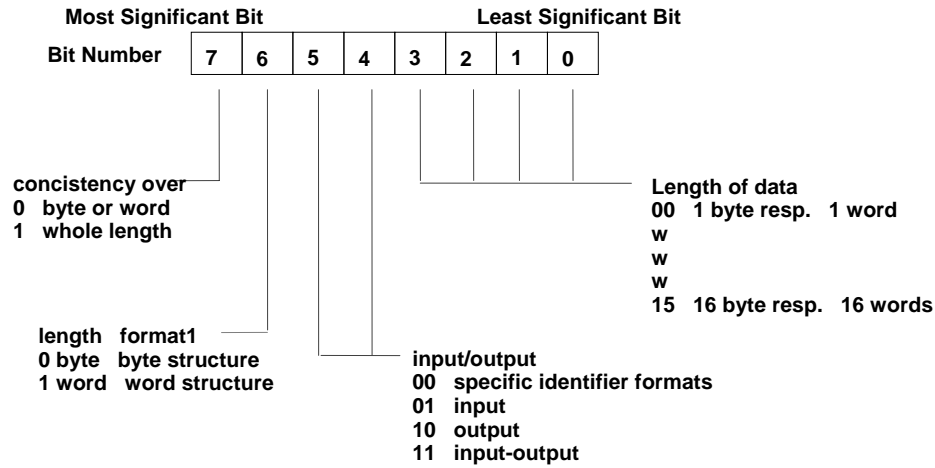 Most Significant Bit Least Significant Bit
Bit Number 7 6 5 4 3 2 1 0
concistency over
0 byte or word
1 whole length
Length of data
00 1 byte resp. 1 word
w
w
w
15 16 byte resp. 16 words
length format1
0 byte byte structure
1 word word structure
input/output
00 specific identifier formats
01 input
10 output
11 input-output